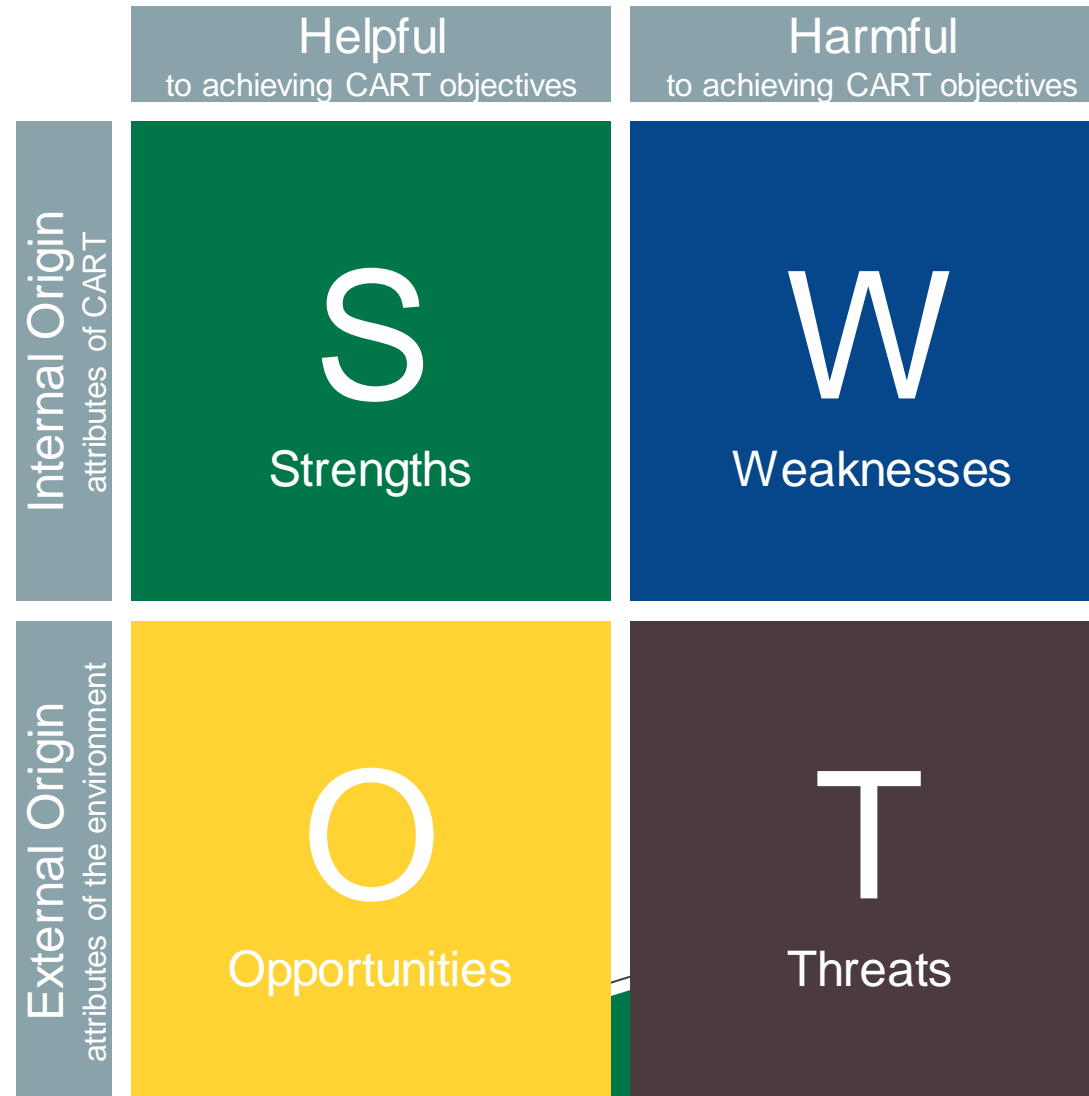 Helpful
to achieving CART objectives
Harmful
to achieving CART objectives
Internal Origin
attributes of CART
S
Strengths
W
Weaknesses
External Origin
attributes of the environment
O
Opportunities
T
Threats